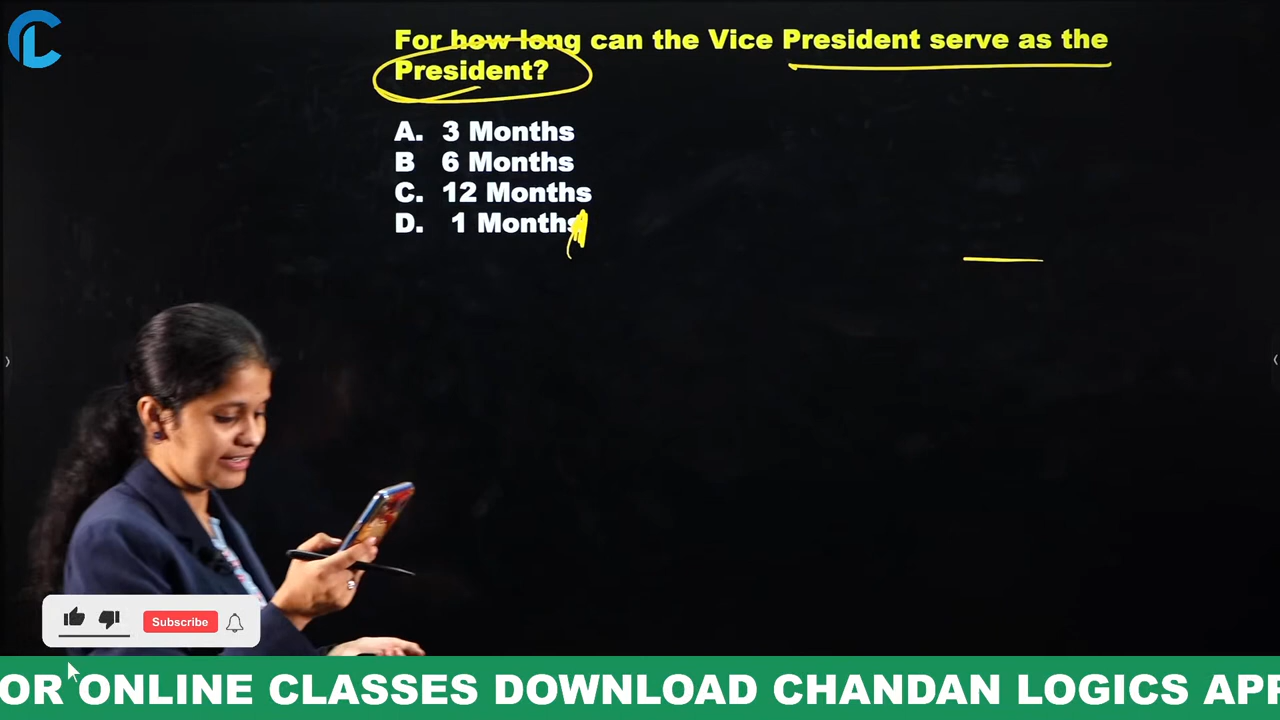 For how long can the Vice President serve as the
President?
A. 3 Months
B 6 Months
C. 12 Months
D. 1 Months
Subscribe
OR ONLINE CLASSES DOWNLOAD CHANDAN LOGICS APP